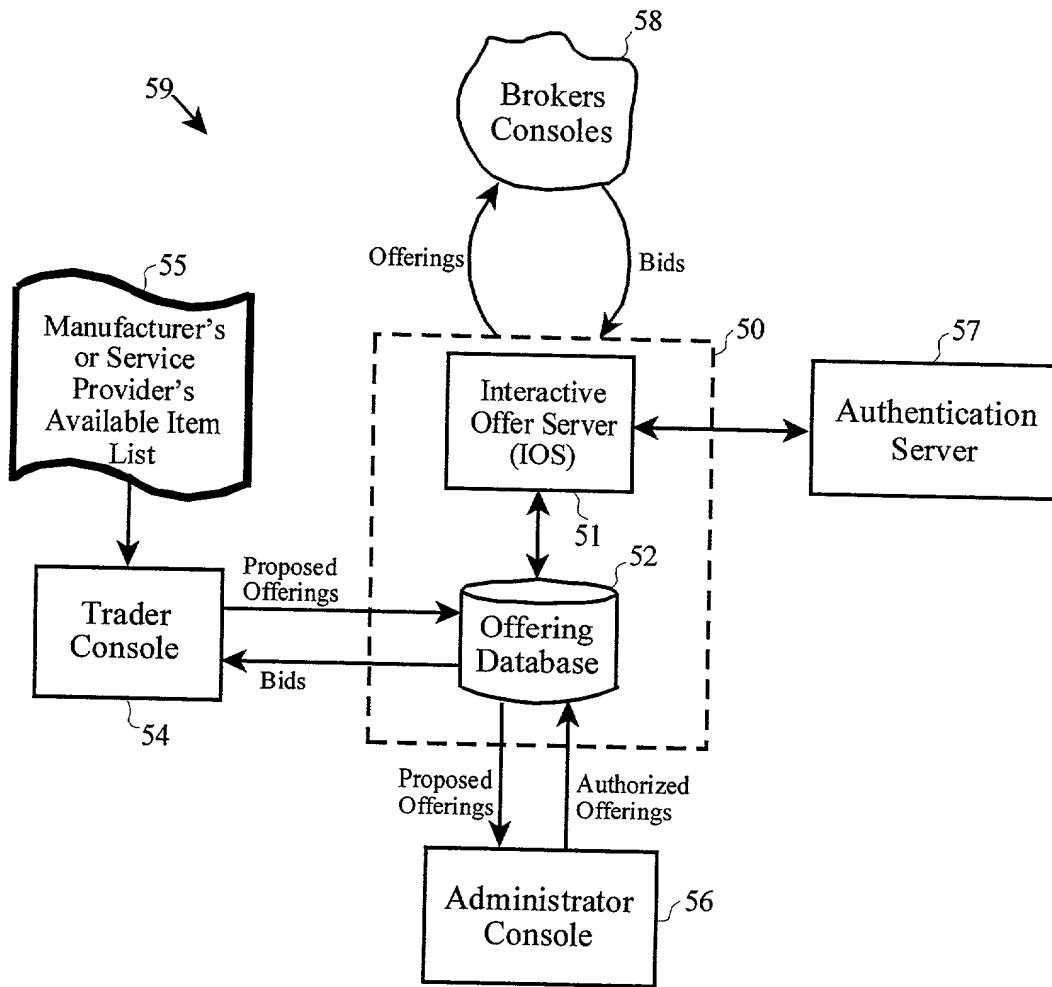 58
59
Brokers
Consoles
Offerings
Bids
55
Manufacturer's
or Service
Provider's
Available Item
List
50
57
Interactive
Offer Server
(IOS)
Authentication
Server
51
52
Proposed
Offerings
Trader
Console
Offering
Database
Bids
54
Proposed
Offerings
Authorized
Offerings
Administrator
Console
56